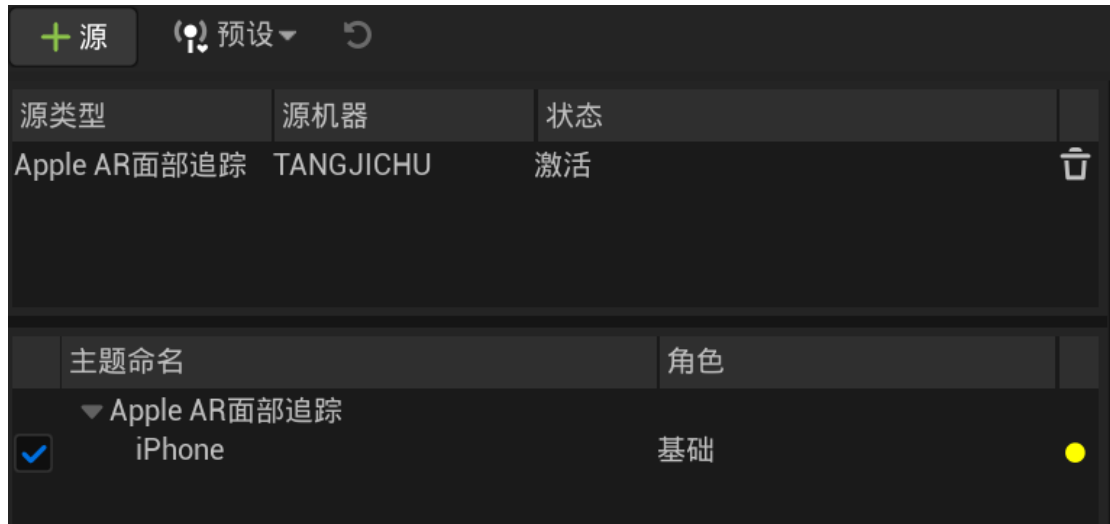 源 预设
源类型 源机器 状态
Apple AR面部追踪 TANGJICHU 激活
主题命名 角色
Apple AR面部追踪
iPhone 基础